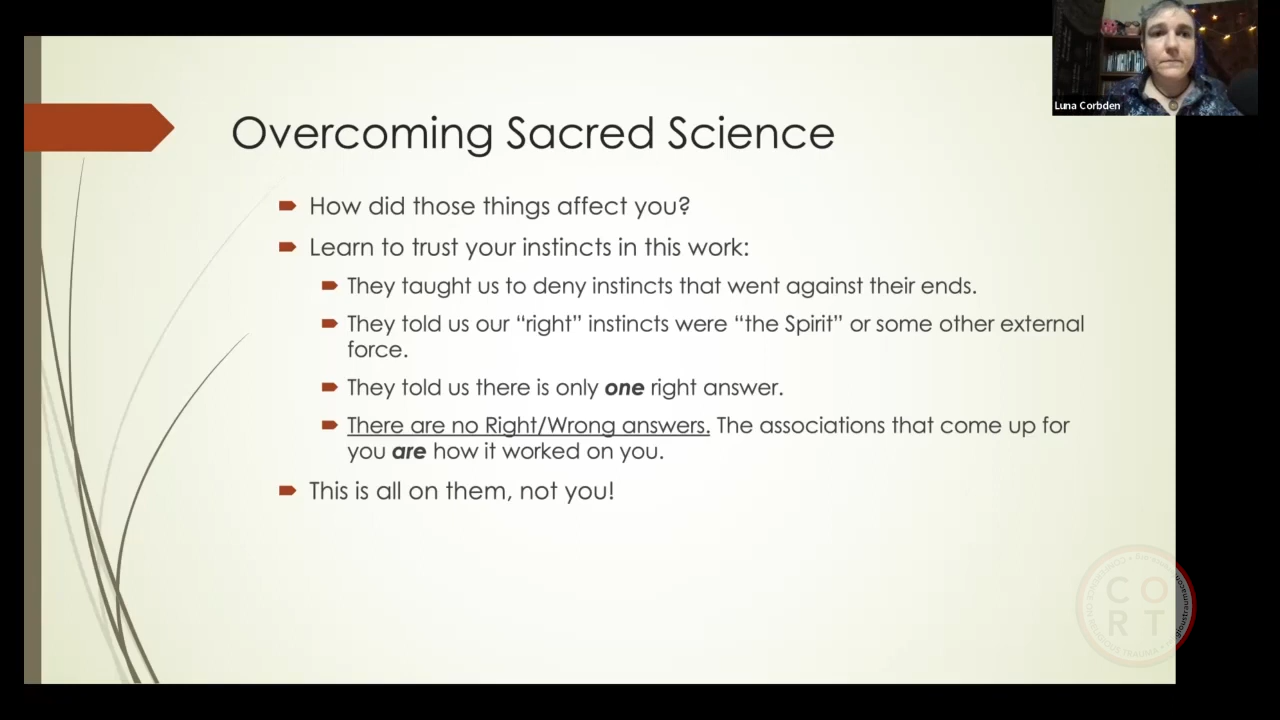 Luna Corbden
Overcoming Sacred Science
How did those things affect you?
Learn to trust your instincts in this work:
They taught us to deny instincts that went against their ends.
They told us our “right” instincts were “the Spirit” or some other external
force.
They told us there is only one right answer.
There are no Right/Wrong answers. The associations that come up for
you are how it worked on you.
This is all on them, not you!
CO
RT